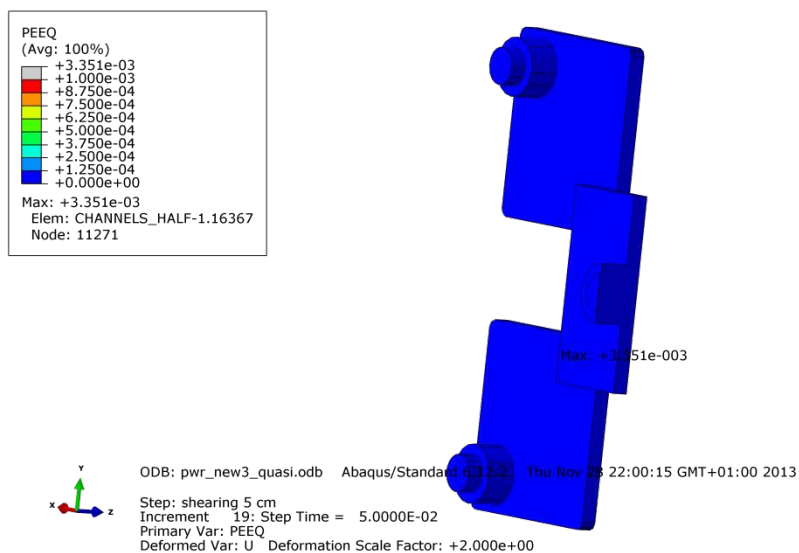 PEEQ
(Avg: 100%)
+3.351e-03
+1.000e-03
+8.750e-04
+7.500e-04
+6.250e-04
+5.000e-04
+3.750e-04
+2.500e-04
+1.250e-04
+0.000e+00
Max: +3.351e-03
Elem: CHANNELS_HALF-1.16367
Node: 11271
Max: +3.351e-003
Y
X
Z
ODB: pwr_new3_quasi.odb Abaqus/Standard Thu Nov 28 22:00:15 GMT+01:00 2013
Step: shearing 5 cm
Increment 19: Step Time = 5.0000E-02
Primary Var: PEEQ
Deformed Var: U Deformation Scale Factor: +2.000e+00